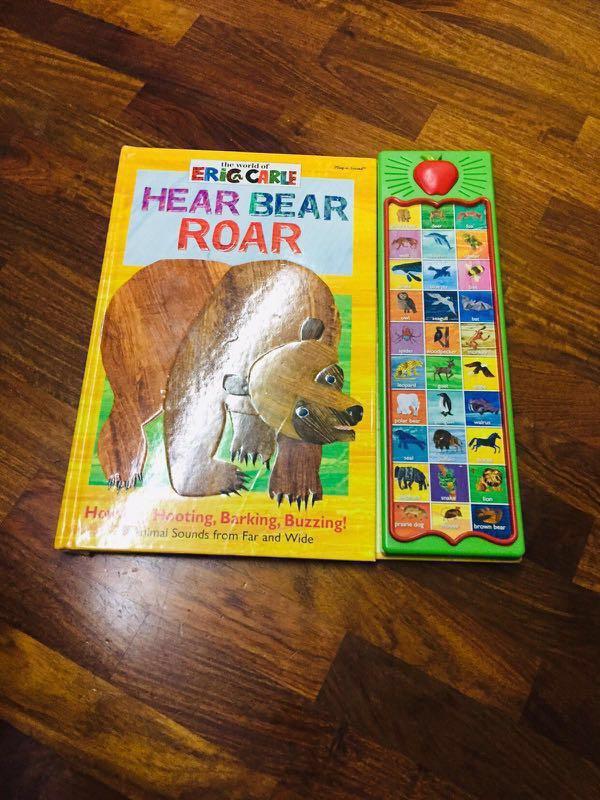 the world of
ERIC CARLE
Play-a-Sound
HEAR BEAR
ROAR
Hooting, Barking, Buzzing!
Animal Sounds from Far and Wide
deer
fox
owl
seagull
bat
spider
woodpecker
monkey
leopard
goat
polar bear
walrus
seal
snake
lion
prairie dog
brown bear